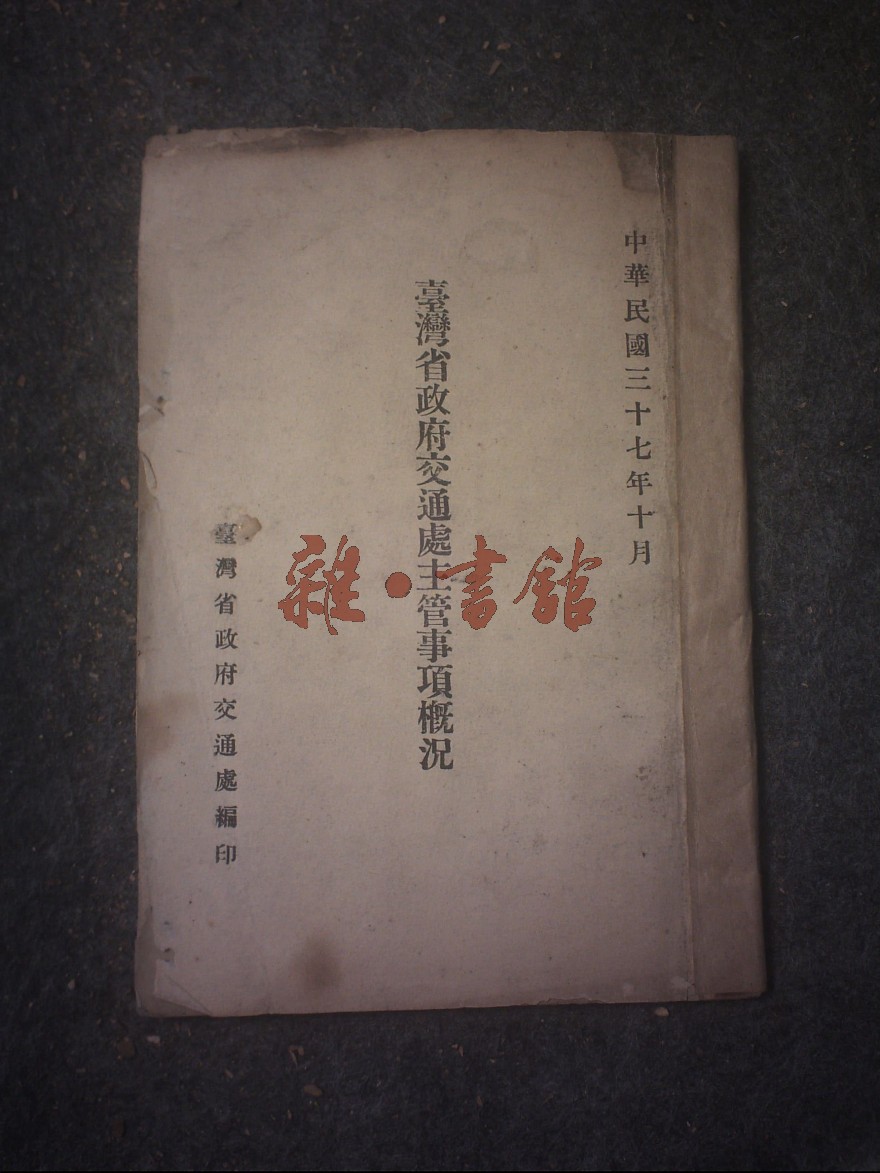 中華民國三十七年十月
臺灣省政府交通處主管事項概況
臺灣省政府交通處編印
雜·書館